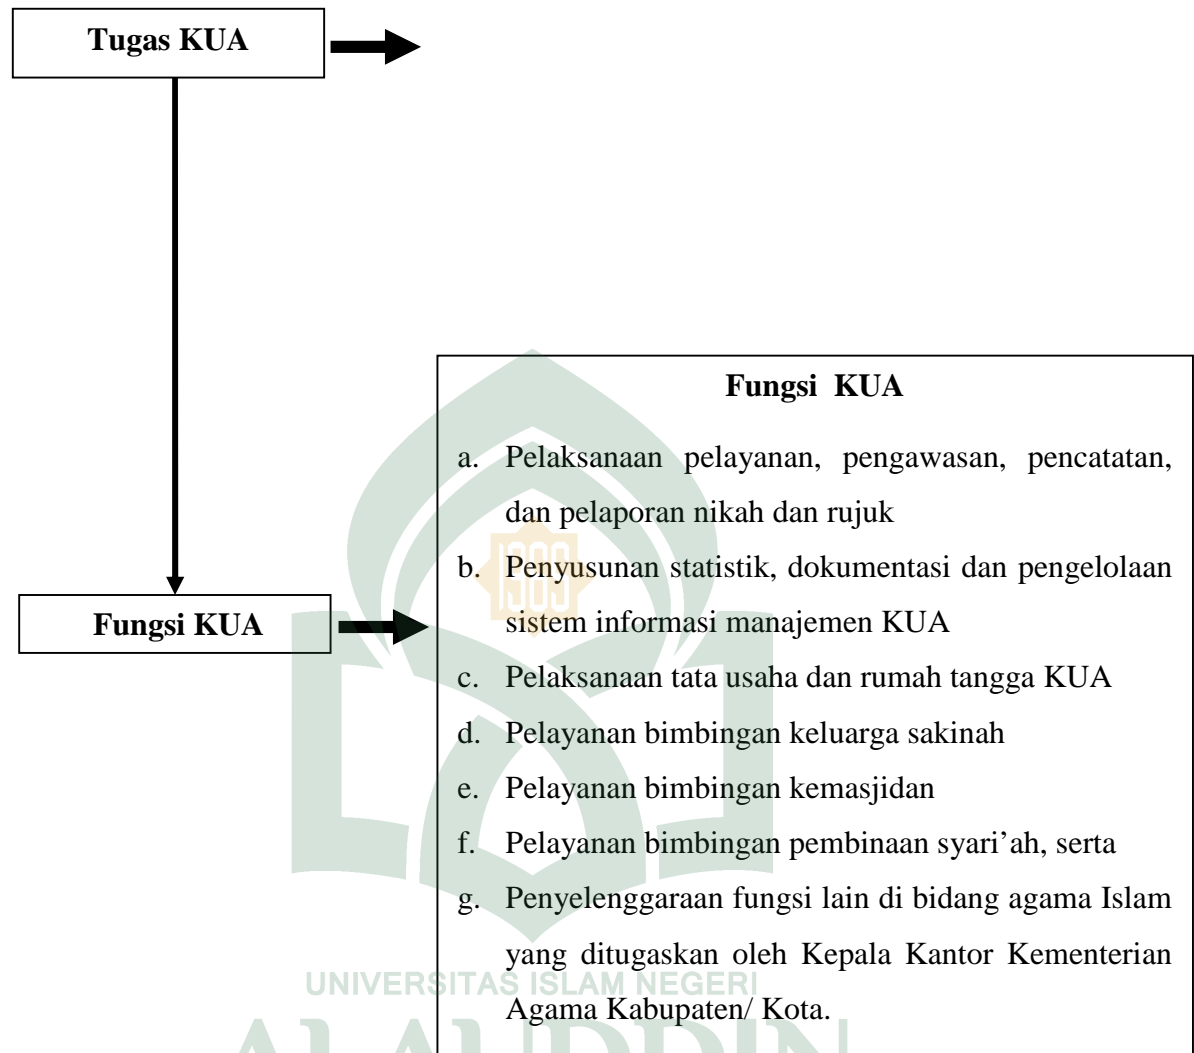 Tugas KUA
Fungsi KUA
a. Pelaksanaan pelayanan, pengawasan, pencatatan,
dan pelaporan nikah dan rujuk
b. Penyusunan statistik, dokumentasi dan pengelolaan
sistem informasi manajemen KUA
Fungsi KUA
c. Pelaksanaan tata usaha dan rumah tangga KUA
d. Pelayanan bimbingan keluarga sakinah
e. Pelayanan bimbingan kemasjidan
f. Pelayanan bimbingan pembinaan syari’ah, serta
g. Penyelenggaraan fungsi lain di bidang agama Islam
yang ditugaskan oleh Kepala Kantor Kementerian
Agama Kabupaten/ Kota.
UNIVERSITAS ISLAM NEGERI
ALAUDDIN